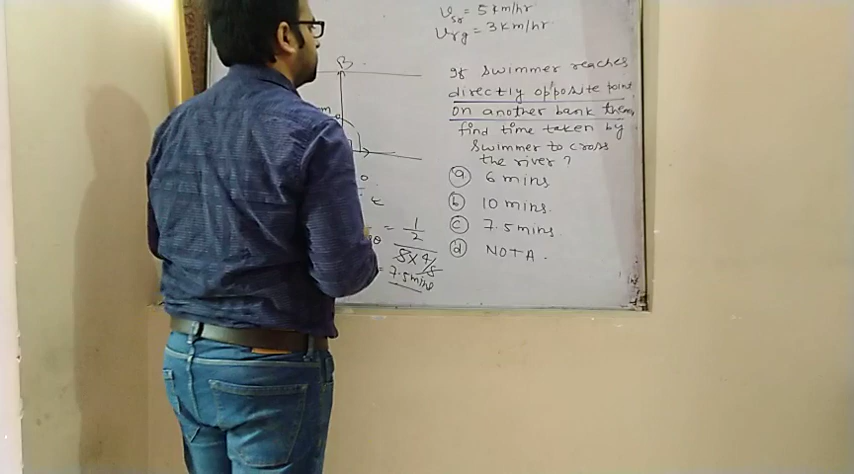 v_sr = 5 km/hr
v_rg = 3 km/hr.
If swimmer reaches
directly opposite point
on another bank then
find time taken by
swimmer to cross
the river?
(a) 6 mins
(b) 10 mins.
(c) 7.5 mins.
(d) NOTA.
B
m
= 1/2
5×4/5
= 7.5 mins